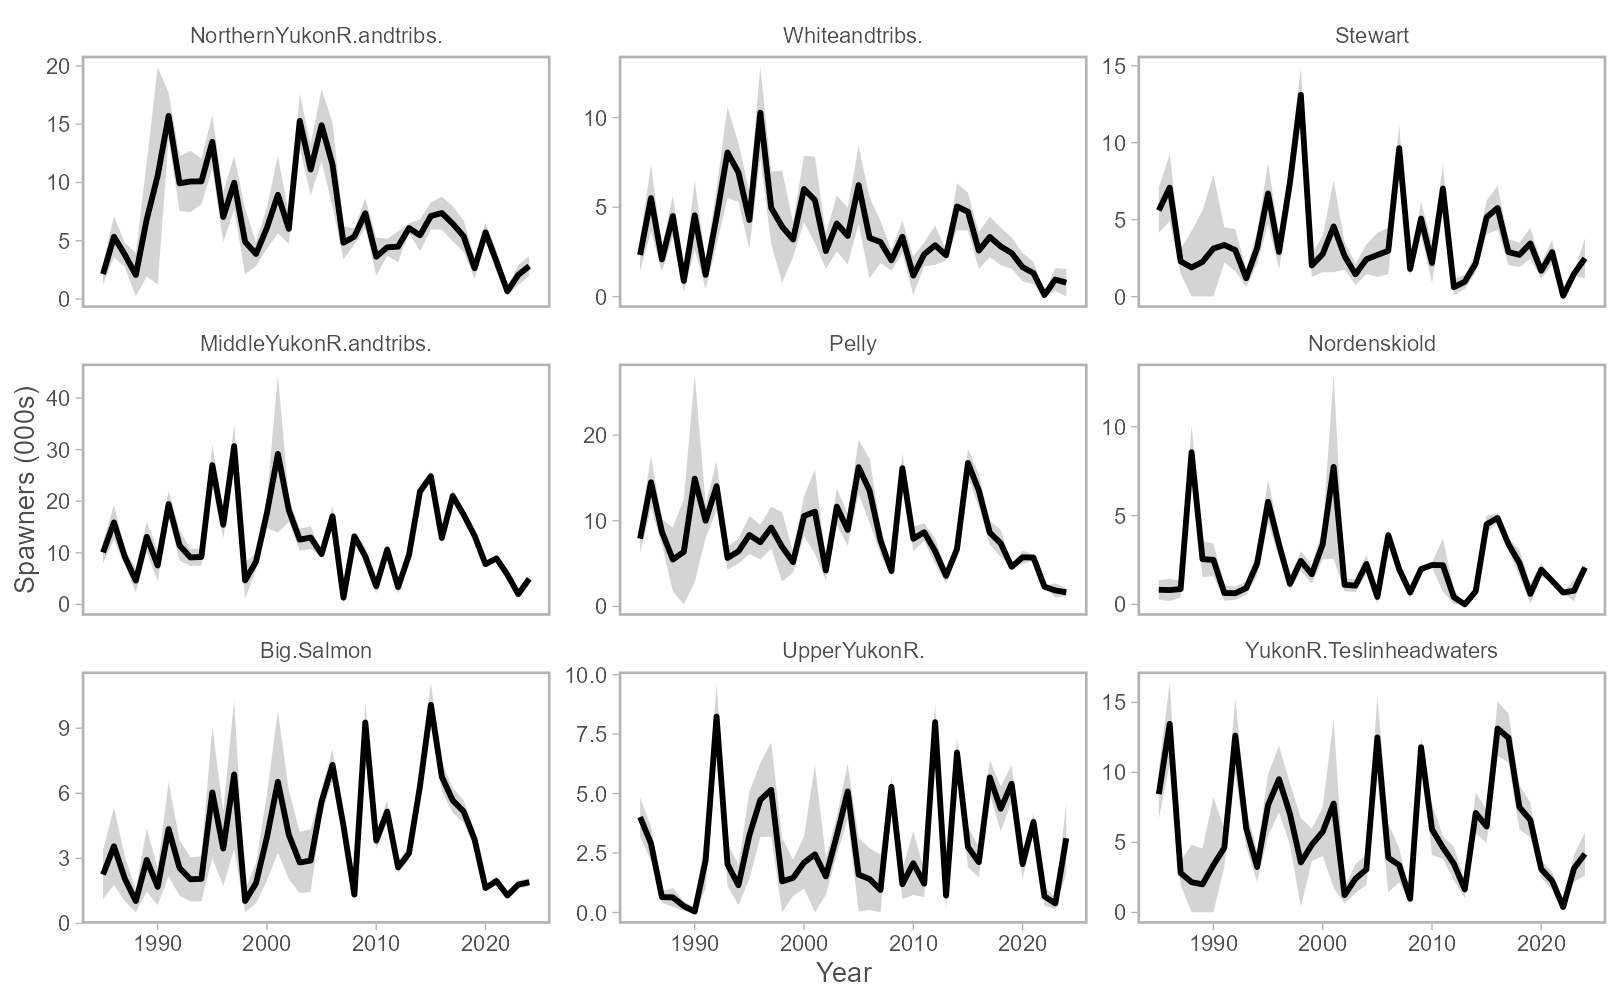 NorthernYukonR.andtribs.
Whiteandtribs.
Stewart
20
15
10
5
0
10
5
0
15
10
5
0
MiddleYukonR.andtribs.
Pelly
Nordenskiold
40
30
20
10
0
20
10
0
10
5
0
Spawners (000s)
Big.Salmon
UpperYukonR.
YukonR.Teslinheadwaters
9
6
3
0
10.0
7.5
5.0
2.5
0.0
15
10
5
0
1990 2000 2010 2020
1990 2000 2010 2020
1990 2000 2010 2020
Year